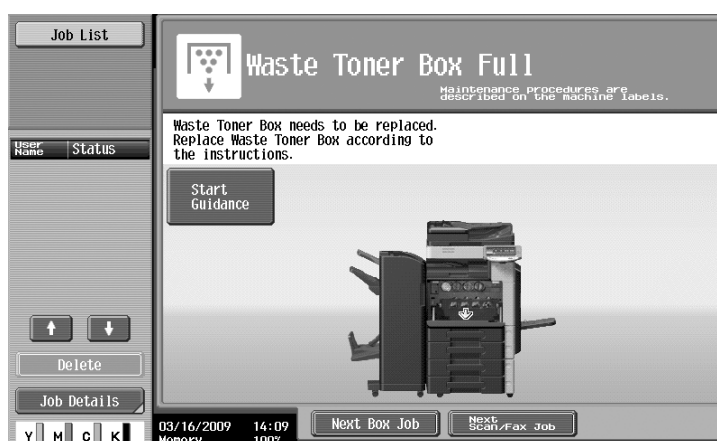 Job List
Waste Toner Box Full
Maintenance procedures are
described on the machine labels.
Waste Toner Box needs to be replaced.
Replace Waste Toner Box according to
the instructions.
User
Name
Status
Start
Guidance
Delete
Job Details
Y M C K
03/16/2009 14:09
Memory 100%
Next Box Job
Next
Scan/Fax Job